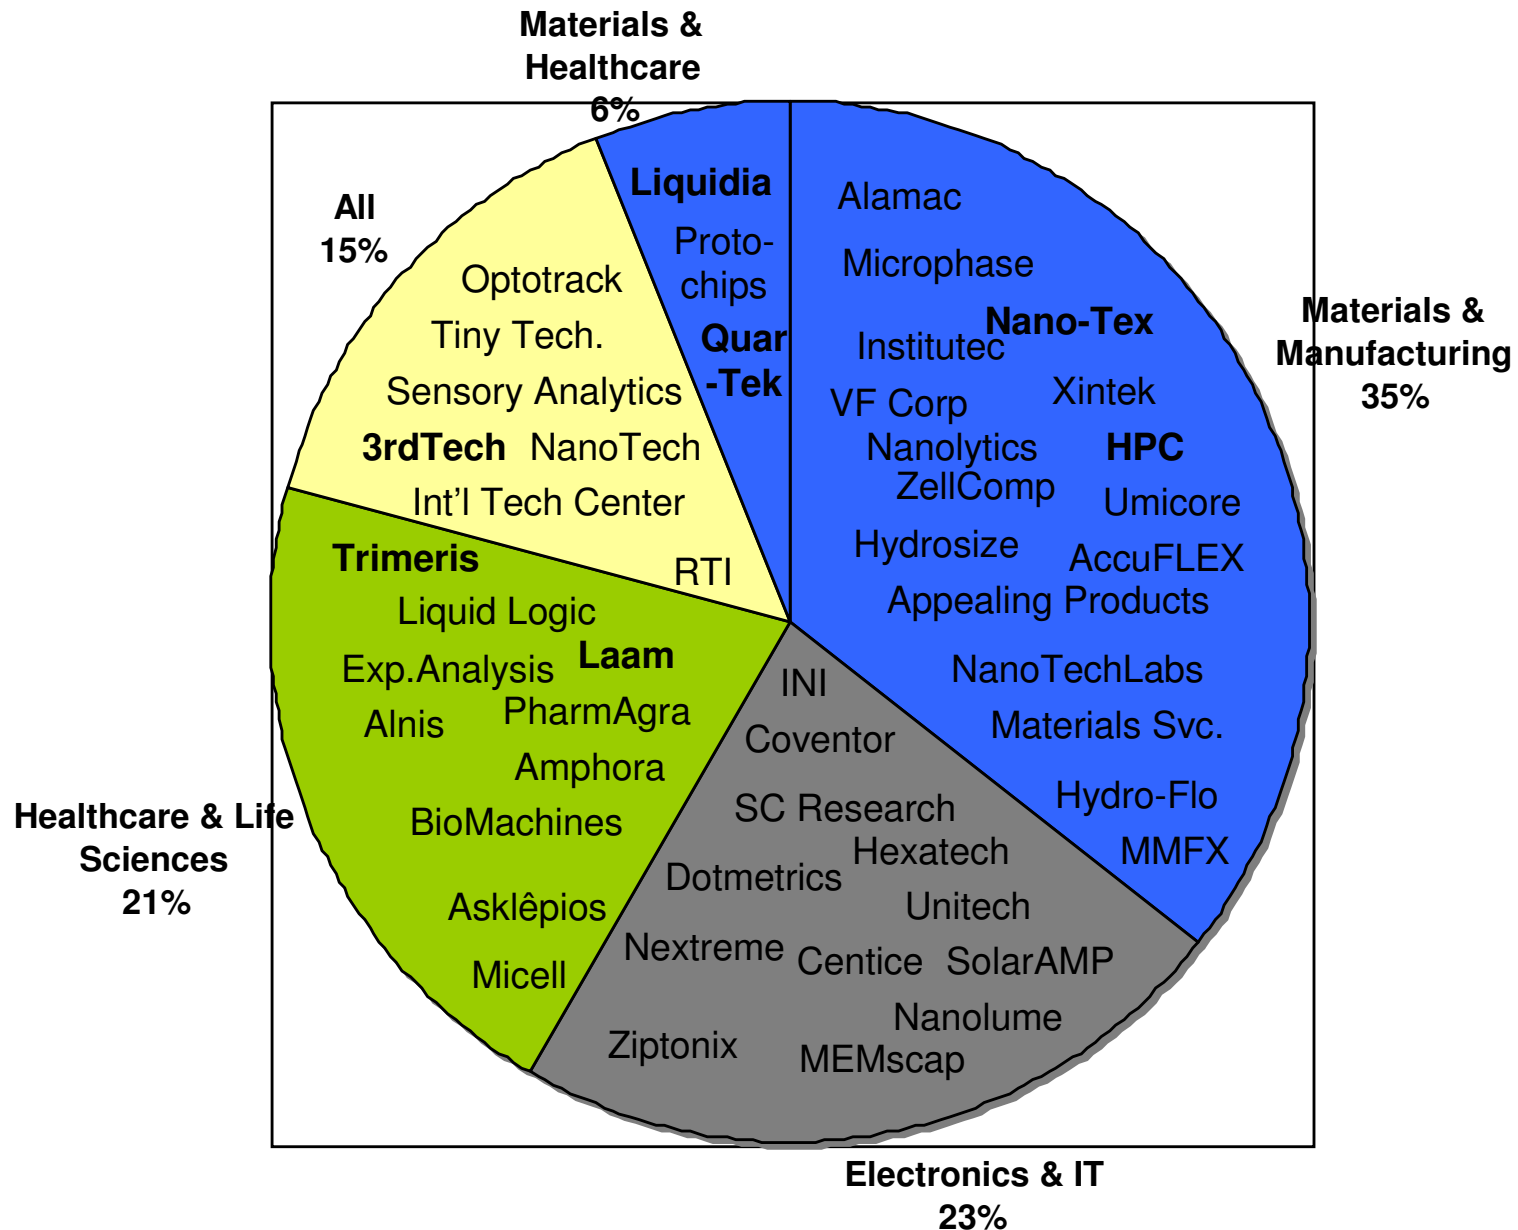 Materials &
Healthcare
6%
All
15%
Liquidia
Proto-
chips
Quar
-Tek
Optotrack
Tiny Tech.
Sensory Analytics
3rdTech NanoTech
Int'l Tech Center
RTI
Alamac
Microphase
Nano-Tex
Institutec
VF Corp Xintek
Nanolytics HPC
ZellComp
Umicore
Hydrosize
AccuFLEX
Appealing Products
NanoTechLabs
Materials Svc.
Hydro-Flo
MMFX
Materials &
Manufacturing
35%
Trimeris
Liquid Logic
Exp.Analysis Laam
Alnis PharmAgra
Amphora
BioMachines
Asklêpios
Micell
Healthcare & Life
Sciences
21%
INI
Coventor
SC Research
Hexatech
Dotmetrics
Unitech
Nextreme Centice SolarAMP
Nanolume
Ziptonix
MEMscap
Electronics & IT
23%